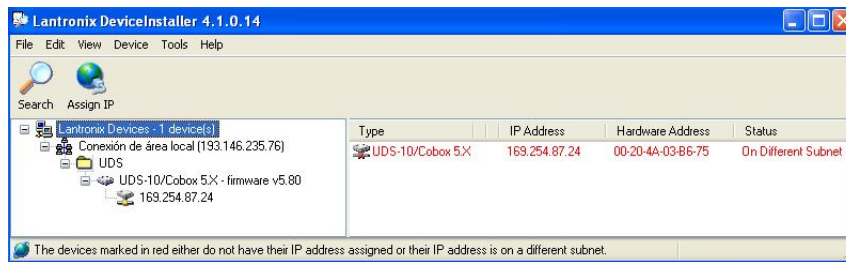 Lantronix DeviceInstaller 4.1.0.14
File Edit View Device Tools Help
Search Assign IP
Lantronix Devices - 1 device(s)
Conexión de área local (193.146.235.76)
UDS
UDS-10/Cobox 5.X - firmware v5.80
169.254.87.24
Type IP Address Hardware Address Status
UDS-10/Cobox 5.X 169.254.87.24 00-20-4A-03-B6-75 On Different Subnet
The devices marked in red either do not have their IP address assigned or their IP address is on a different subnet.